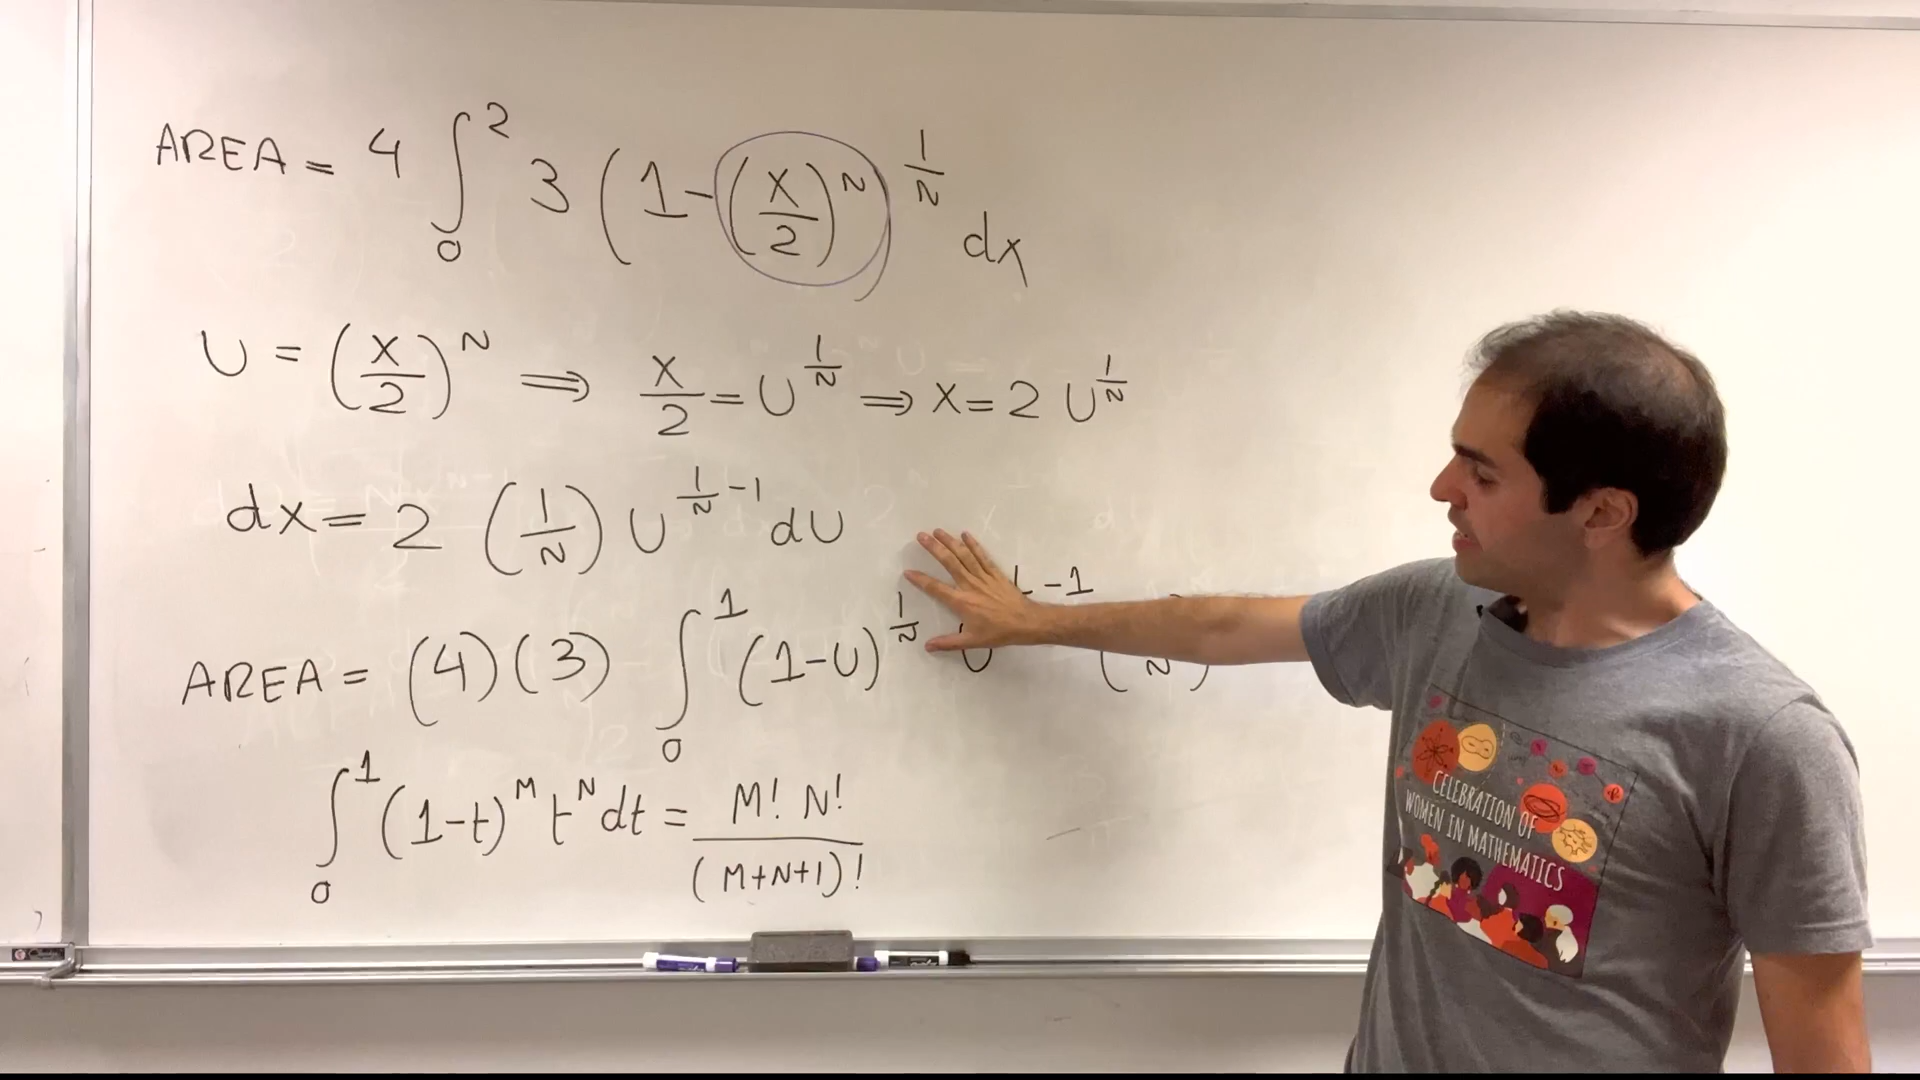 AREA = 4 ∫₀² 3 (1-(x/2)^N)^(1/N) dx
U = (x/2)^N ⟹ x/2 = U^(1/N) ⟹ x = 2 U^(1/N)
dx = 2 (1/N) U^(1/N -1) dU
AREA = (4)(3) ∫₀¹ (1-U)^(1/N) U -1 N
∫₀¹ (1-t)^M t^N dt = M! N! / (M+N+1)!
CELEBRATION OF
WOMEN IN MATHEMATICS